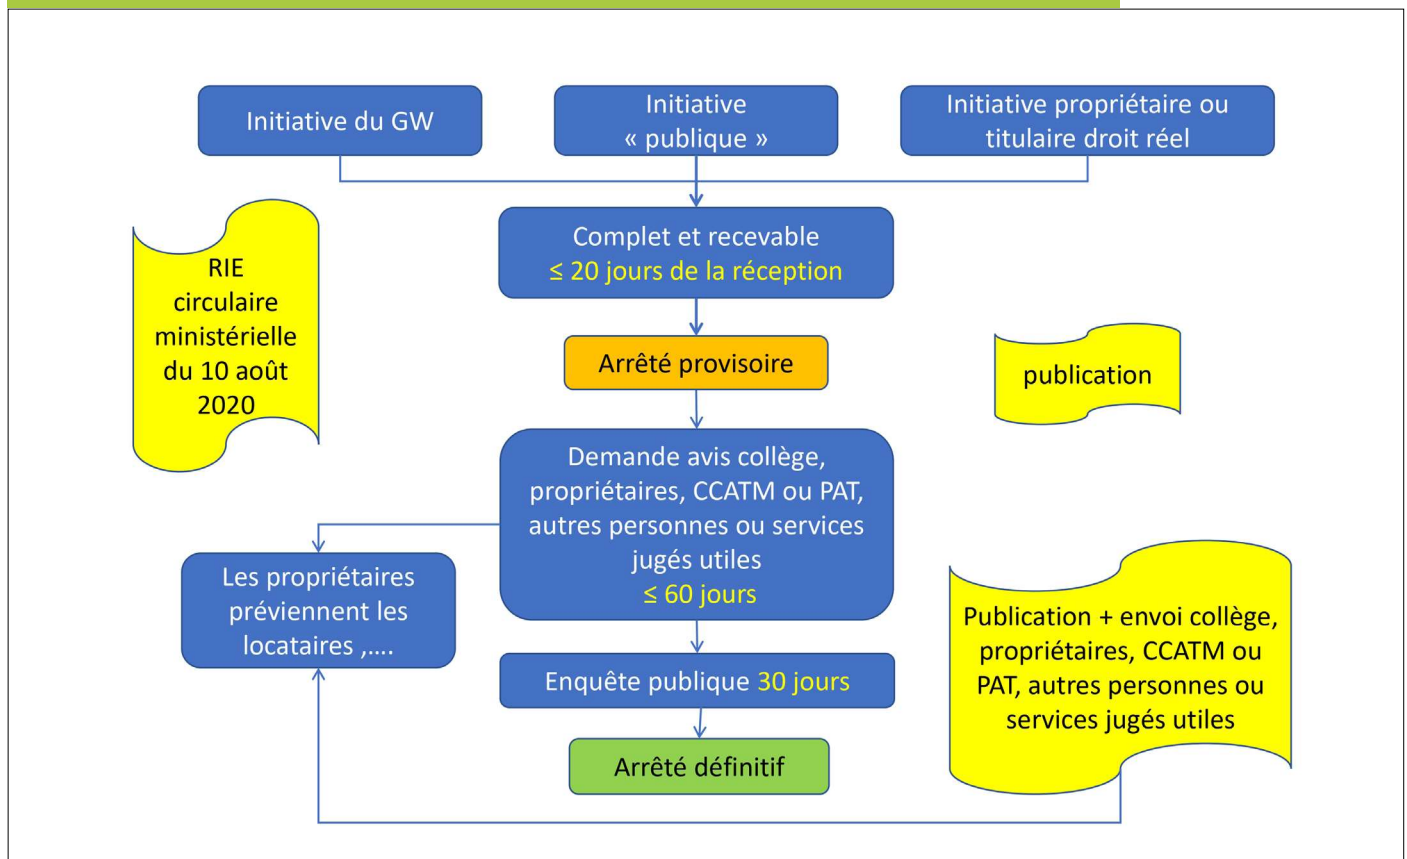 Initiative du GW
Initiative
« publique »
Initiative propriétaire ou
titulaire droit réel
Complet et recevable
≤ 20 jours de la réception
RIE
circulaire
ministérielle
du 10 août
2020
Arrêté provisoire
publication
Demande avis collège,
propriétaires, CCATM ou PAT,
autres personnes ou services
jugés utiles
≤ 60 jours
Les propriétaires
préviennent les
locataires ,….
Publication + envoi collège,
propriétaires, CCATM ou
PAT, autres personnes ou
services jugés utiles
Enquête publique 30 jours
Arrêté définitif